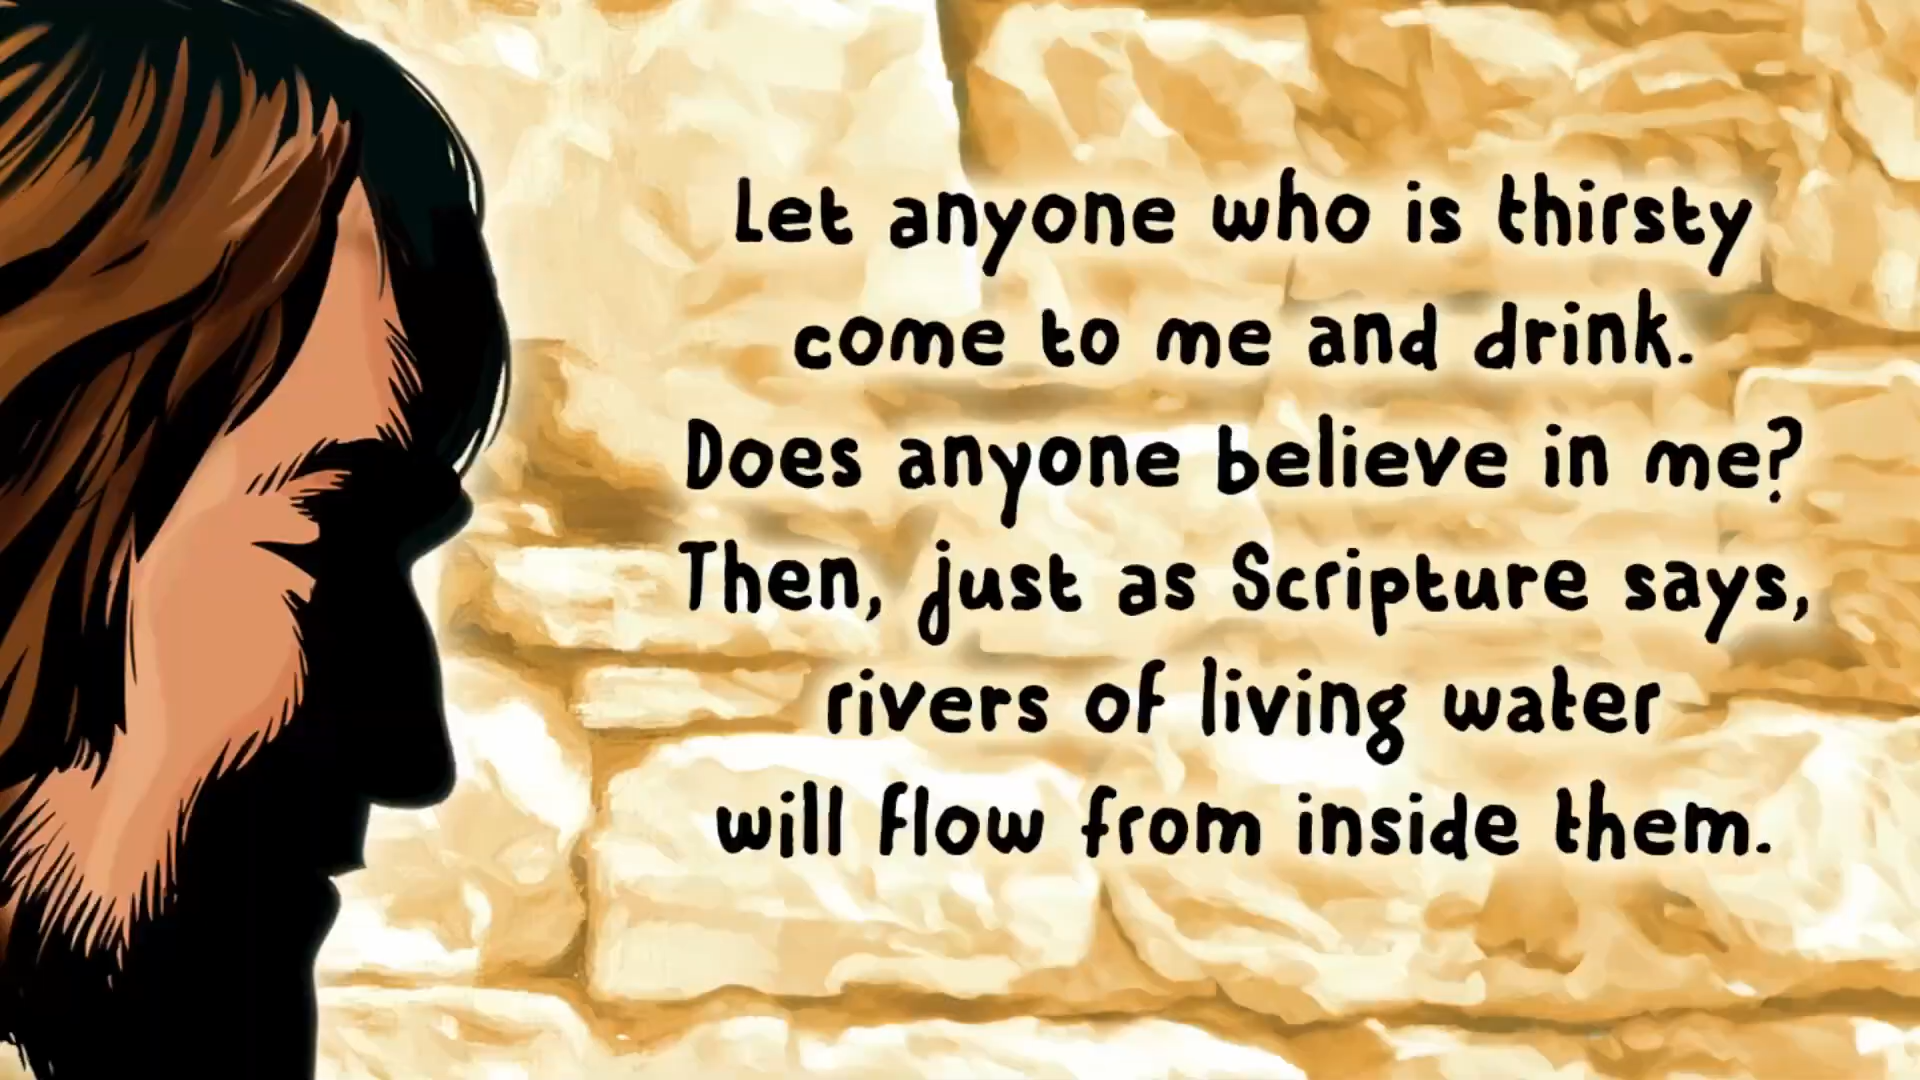 Let anyone who is thirsty
come to me and drink.
Does anyone believe in me?
Then, just as Scripture says,
rivers of living water
will flow from inside them.